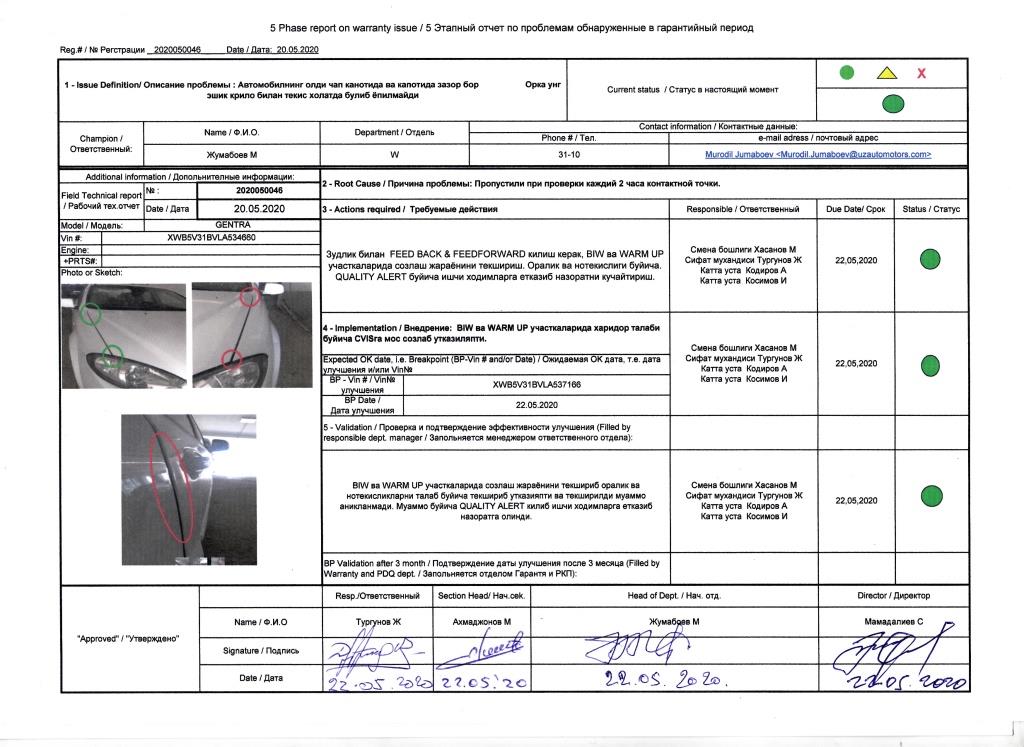 5 Phase report on warranty issue / 5 Этапный отчет по проблемам обнаруженные в гарантийный период
Reg.# / № Регстрации _ 2020050046 Date / Дата: 20.05.2020
1 - Issue Definition/ Описание проблемы : Автомобилнинг олди чап канотида ва капотида зазор бор
эшик крило билан текис холатда булиб ёпилмайди
Орка унг
Current status / Статус в настоящий момент
X
Champion /
Ответственный:
Name / Ф.И.О.
Department / Отдель
Contact information / Контактные данные:
Phone # / Тел.
e-mail adress / почтовый адрес
Жумабоев М
W
31-10
Murodil Jumaboev <Murodil.Jumaboev@uzautomotors.com>
Additional information / Дополнителные информации:
Field Technical report
/ Рабочий тех.отчет
№ :
2020050046
Date / Дата
20.05.2020
Model / Модель:
GENTRA
Vin #:
XWB5V31BVLA534660
Engine:
+PRTS#:
Photo or Sketch:
2 - Root Cause / Причина проблемы: Пропустили при проверки каждий 2 часа контактной точки.
3 - Actions required / Требуемые действия
Responsible / Ответственный
Due Date/ Срок
Status / Статус
Зудлик билан FEED BACK & FEEDFORWARD килиш керак, BIW ва WARM UP
участкаларида созлаш жараёнини текшириш. Оралик ва нотекислиги буйича.
QUALITY ALERT буйича ишчи ходимларга етказиб назоратни кучайтириш.
Смена бошлиги Хасанов М
Сифат мухандиси Тургунов Ж
Катта уста Кодиров А
Катта уста Косимов И
22,05,2020
4 - Implementation / Внедрение: BIW ва WARM UP участкаларида харидор талаби
буйича CVISга мос созлаб утказиляпти.
Expected OK date, i.e. Breakpoint (BP-Vin # and/or Date) / Ожидаемая ОК дата, т.е. дата
улучшения и/или Vin№
BP - Vin # / Vin№
улучшения
XWB5V31BVLA537166
BP Date /
Дата улучшения
22.05.2020
Смена бошлиги Хасанов М
Сифат мухандиси Тургунов Ж
Катта уста Кодиров А
Катта уста Косимов И
22,05,2020
5 - Validation / Проверка и подтверждение эффективности улучшения (Filled by
responsible dept. manager / Запольняется менеджером ответственного отдела):
BIW ва WARM UP участкаларида созлаш жараёнини текшириб оралик ва
нотекисликларни талаб буйича текшириб утказияпти ва текширилди муаммо
аникланмади. Муаммо буйича QUALITY ALERT килиб ишчи ходимларга етказиб
назоратга олинди.
Смена бошлиги Хасанов М
Сифат мухандиси Тургунов Ж
Катта уста Кодиров А
Катта уста Косимов И
22,05,2020
BP Validation after 3 month / Подтверждение даты улучшения после 3 месяца (Filled by
Warranty and PDQ dept. / Запольняется отделом Гарантя и РКП):
"Approved" / "Утверждено"
Resp./Ответственный
Section Head/ Нач.сек.
Head of Dept. / Нач. отд.
Director / Директор
Name / Ф.И.О
Тургунов Ж
Ахмаджонов М
Жумабоев М
Мамадалиев С
Signature / Подпись
Date / Дата
22.05.2020
22.05.'20
22.05.2020.
22.05.2020